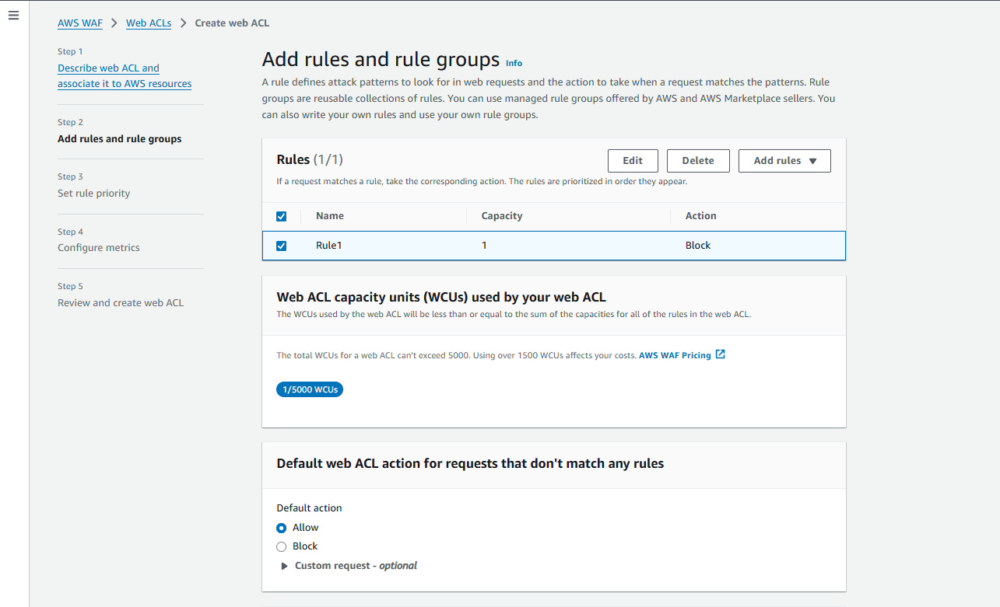 AWS WAF > Web ACLs > Create web ACL
Step 1
Describe web ACL and
associate it to AWS resources
Step 2
Add rules and rule groups
Step 3
Set rule priority
Step 4
Configure metrics
Step 5
Review and create web ACL
Add rules and rule groups Info
A rule defines attack patterns to look for in web requests and the action to take when a request matches the patterns. Rule
groups are reusable collections of rules. You can use managed rule groups offered by AWS and AWS Marketplace sellers. You
can also write your own rules and use your own rule groups.
Rules (1/1) Edit Delete Add rules
If a request matches a rule, take the corresponding action. The rules are prioritized in order they appear.
Name Capacity Action
Rule1 1 Block
Web ACL capacity units (WCUs) used by your web ACL
The WCUs used by the web ACL will be less than or equal to the sum of the capacities for all of the rules in the web ACL.
The total WCUs for a web ACL can't exceed 5000. Using over 1500 WCUs affects your costs. AWS WAF Pricing
1/5000 WCUs
Default web ACL action for requests that don't match any rules
Default action
Allow
Block
Custom request - optional